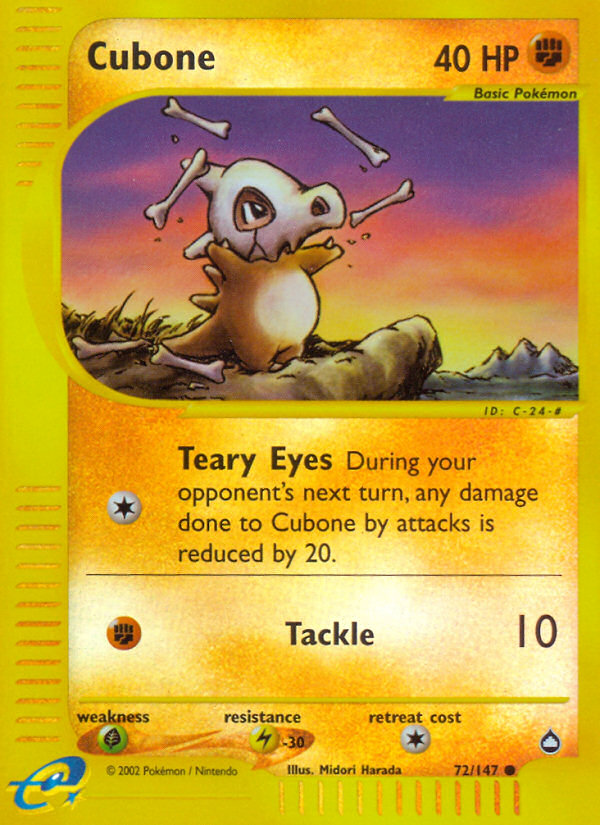 Cubone 40 HP
Basic Pokémon
ID: C-24-#
Teary Eyes During your
opponent's next turn, any damage
done to Cubone by attacks is
reduced by 20.
Tackle 10
weakness resistance retreat cost
-30
© 2002 Pokémon / Nintendo Illus. Midori Harada 72/147
e